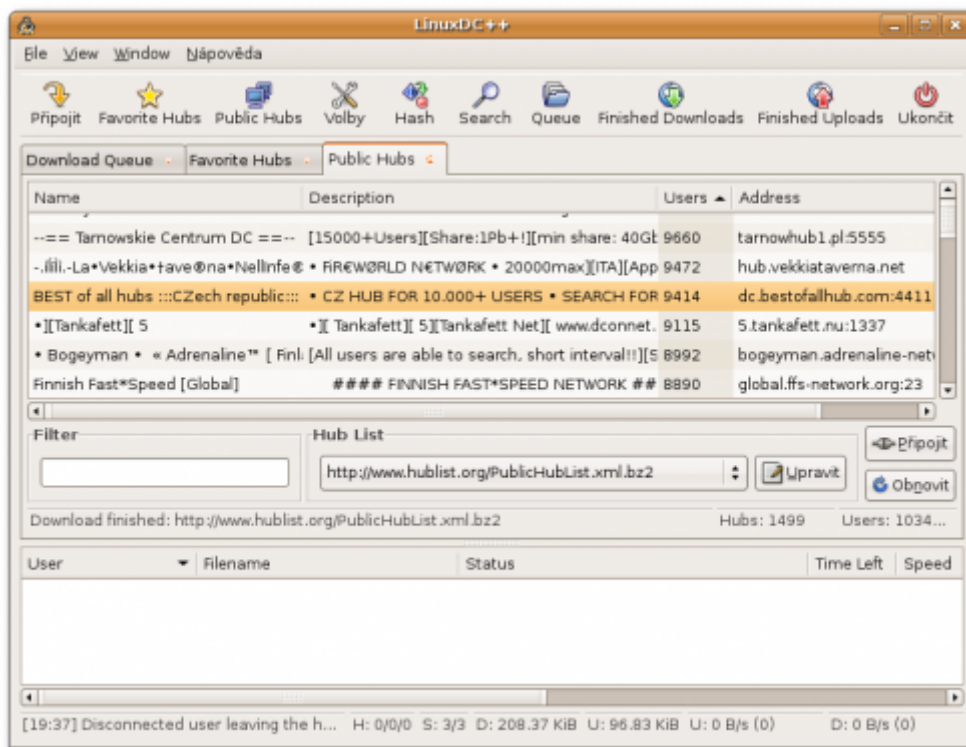 LinuxDC++
File View Window Nápověda
Připojit Favorite Hubs Public Hubs Volby Hash Search Queue Finished Downloads Finished Uploads Ukončit
Download Queue Favorite Hubs Public Hubs
Name Description Users Address
--== Tarnowskie Centrum DC ==-- [15000+Users][Share:1Pb+!][min share: 40Gb 9660 tarnowhub1.pl:5555
• FiR€WØRLD N€TWØRK • 20000max][ITA][App 9472 hub.vekkiataverna.net
BEST of all hubs :::CZech republic::: • CZ HUB FOR 10.000+ USERS • SEARCH FOR 9414 dc.bestofallhub.com:4411
•][Tankafett][ 5 •][ Tankafett][ 5][Tankafett Net][ www.dconnet. 9115 5.tankafett.nu:1337
• Bogeyman • « Adrenaline™ [ Finl [All users are able to search, short interval!!][S 8992 bogeyman.adrenaline-netw
Finnish Fast*Speed [Global] #### FINNISH FAST*SPEED NETWORK ## 8890 global.ffs-network.org:23
Filter Hub List
Připojit
http://www.hublist.org/PublicHubList.xml.bz2 Upravit
Obnovit
Download finished: http://www.hublist.org/PublicHubList.xml.bz2 Hubs: 1499 Users: 1034...
User Filename Status Time Left Speed
[19:37] Disconnected user leaving the h... H: 0/0/0 S: 3/3 D: 208.37 KiB U: 96.83 KiB U: 0 B/s (0) D: 0 B/s (0)